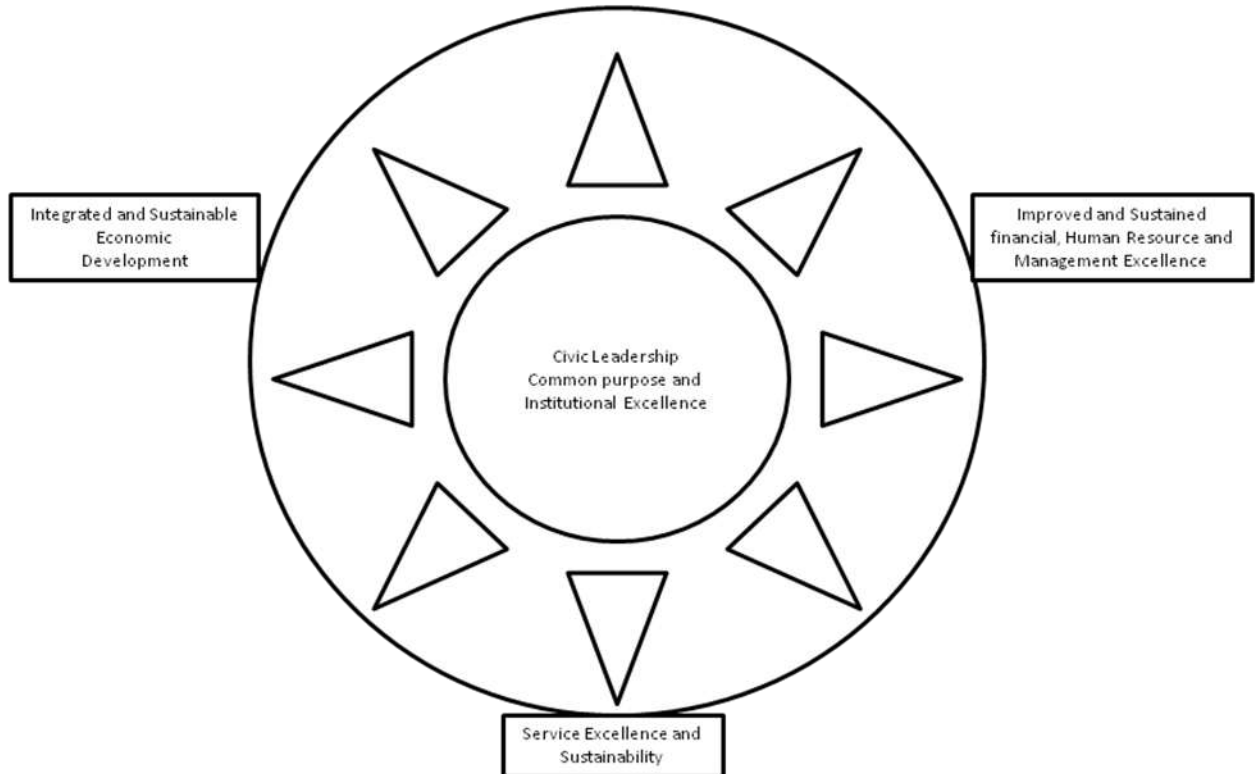 Integrated and Sustainable
Economic
Development
Improved and Sustained
financial, Human Resource and
Management Excellence
Civic Leadership
Common purpose and
Institutional Excellence
Service Excellence and
Sustainability